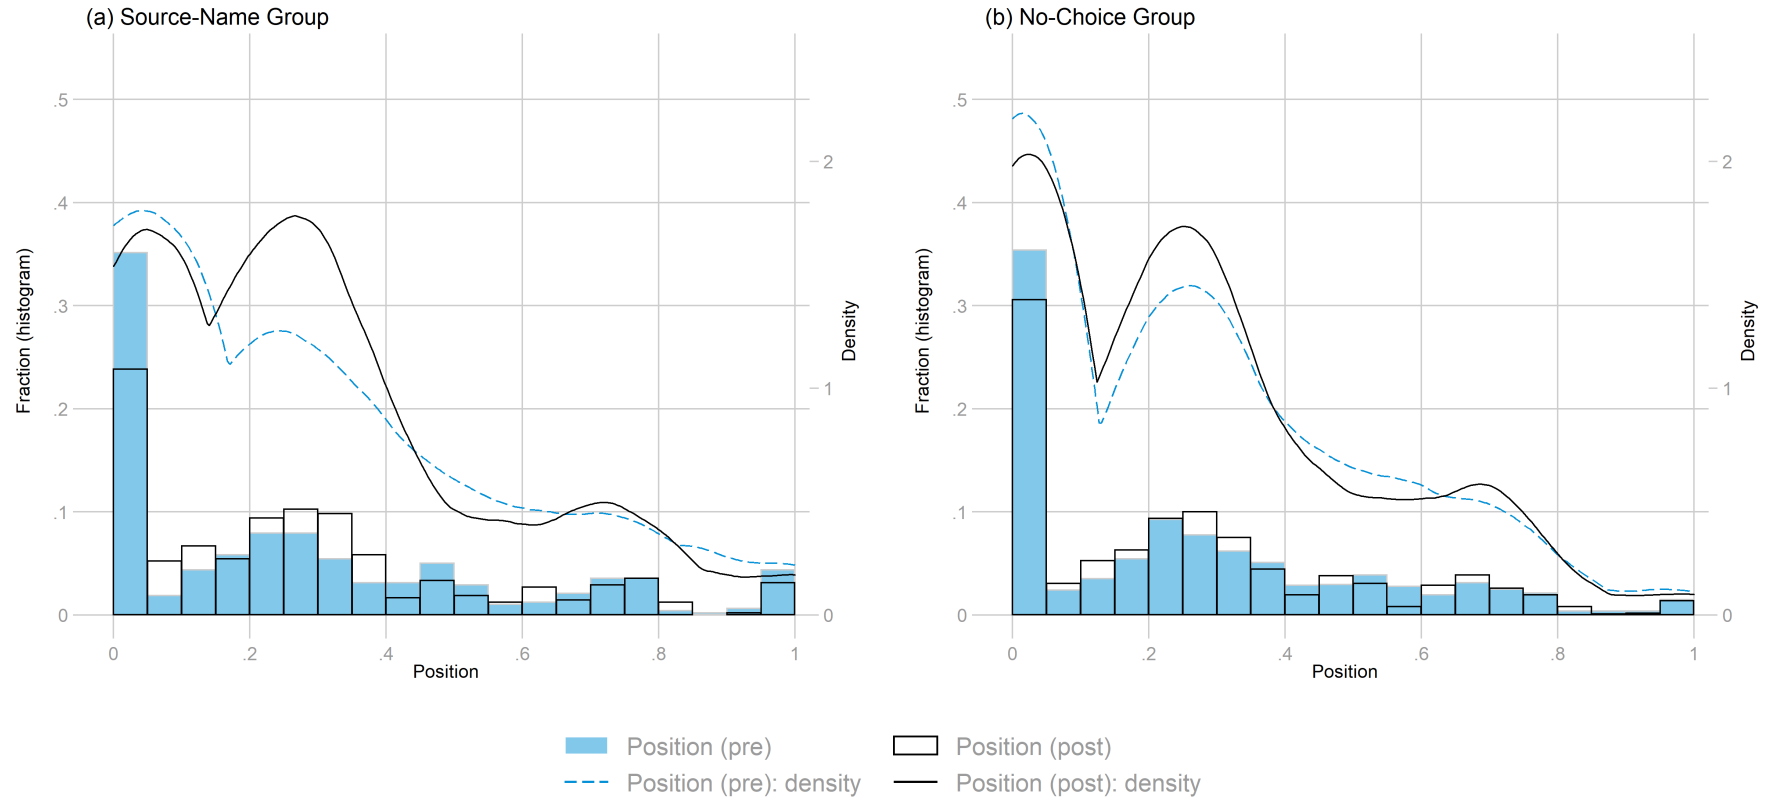 (a) Source-Name Group
(b) No-Choice Group
Fraction (histogram)
.5
.4
.3
.2
.1
0
Density
2
1
0
0
.2
.4
.6
.8
1
Position
Fraction (histogram)
.5
.4
.3
.2
.1
0
Density
2
1
0
0
.2
.4
.6
.8
1
Position
Position (pre)
Position (post)
Position (pre): density
Position (post): density